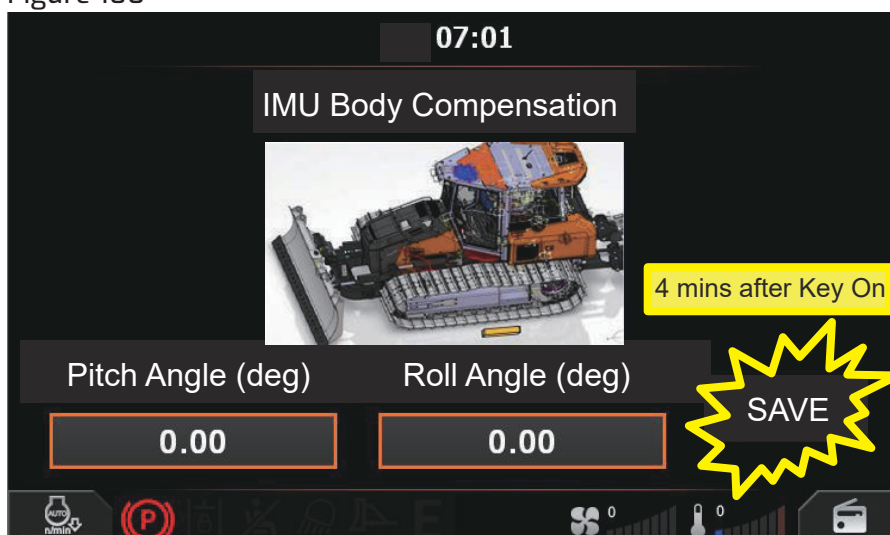 07:01
IMU Body Compensation
4 mins after Key On
Pitch Angle (deg) Roll Angle (deg)
SAVE
0.00 0.00
AUTO
n/min
P
0 0